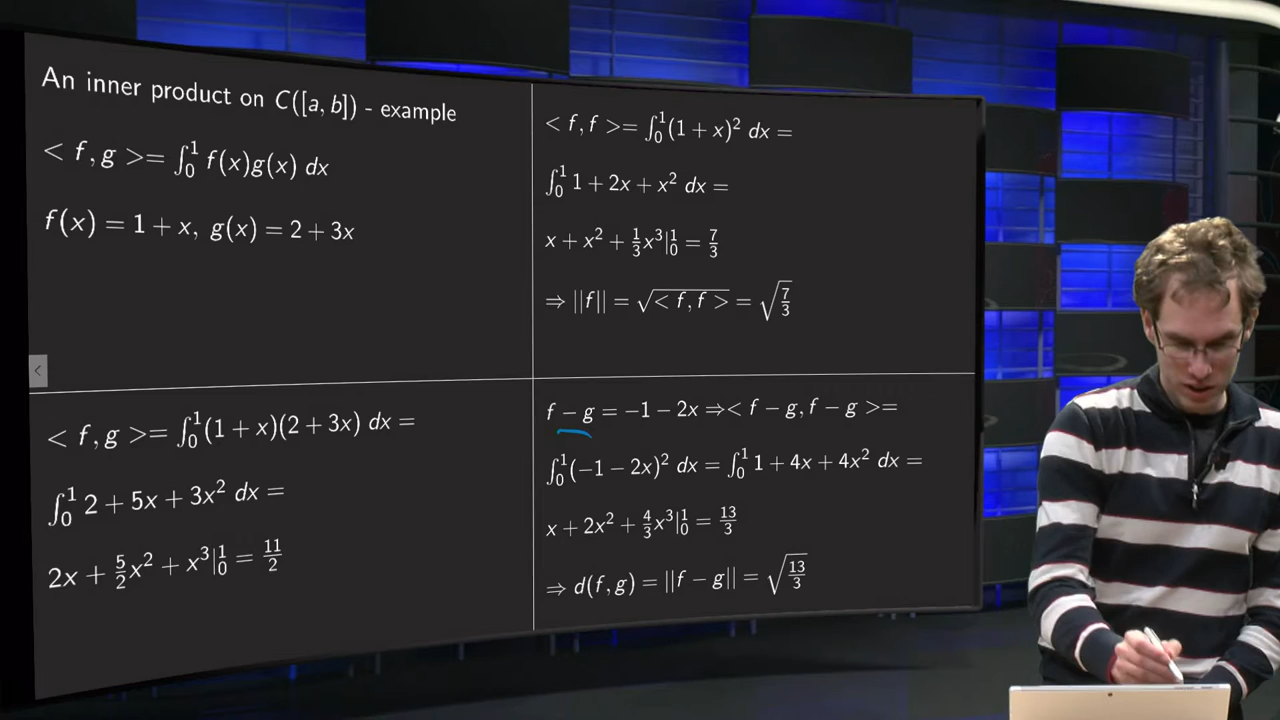 An inner product on C([a, b]) - example
< f, g >= ∫₀¹ f(x)g(x) dx
f(x) = 1 + x, g(x) = 2 + 3x
< f, f >= ∫₀¹(1 + x)² dx =
∫₀¹ 1 + 2x + x² dx =
x + x² + ⅓x³|₀¹ = 7/3
⇒ ||f|| = √< f, f > = √(7/3)
< f, g >= ∫₀¹(1 + x)(2 + 3x) dx =
∫₀¹ 2 + 5x + 3x² dx =
2x + 5/2x² + x³|₀¹ = 11/2
f − g = −1 − 2x ⇒< f − g, f − g >=
∫₀¹(−1 − 2x)² dx = ∫₀¹ 1 + 4x + 4x² dx =
x + 2x² + 4/3x³|₀¹ = 13/3
⇒ d(f, g) = ||f − g|| = √(13/3)